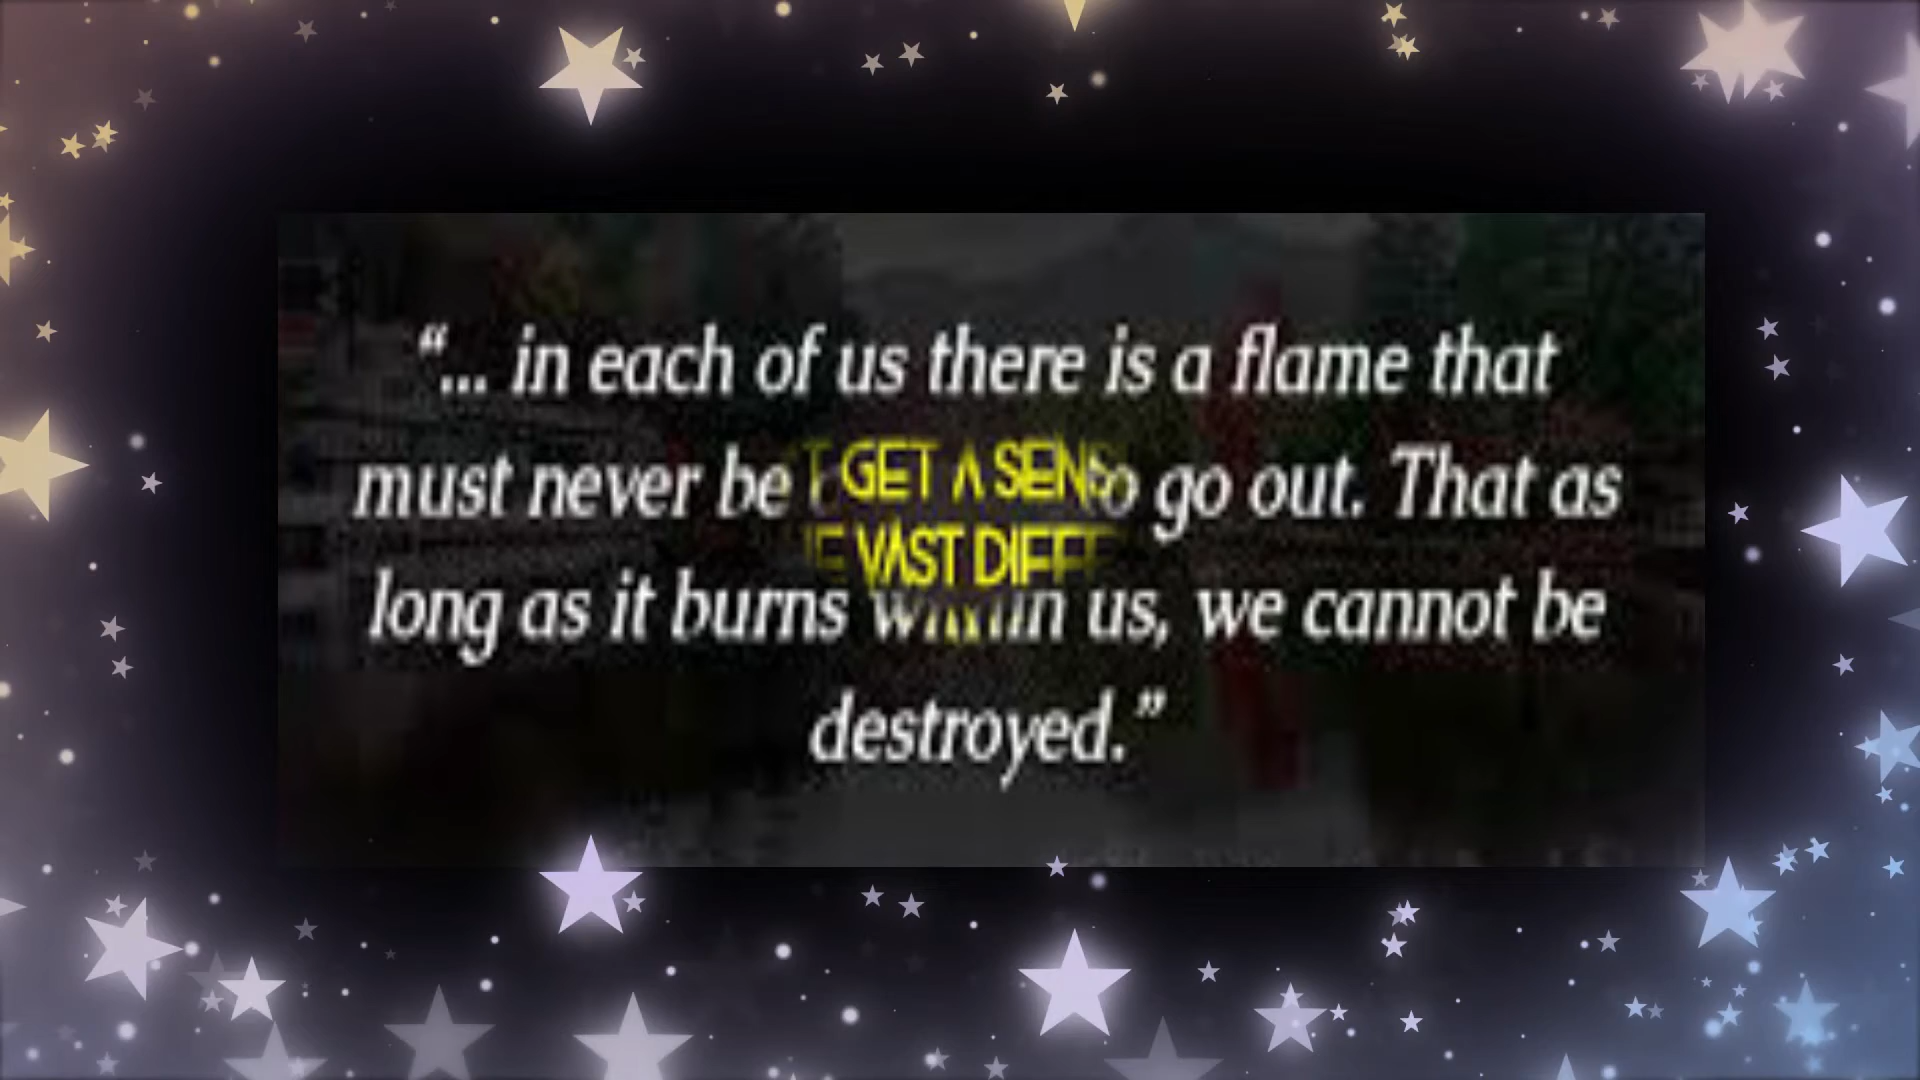 “... in each of us there is a flame that
must never be go out. That as
GET A SEN
VAST DIFF
long as it burns us, we cannot be
destroyed.”